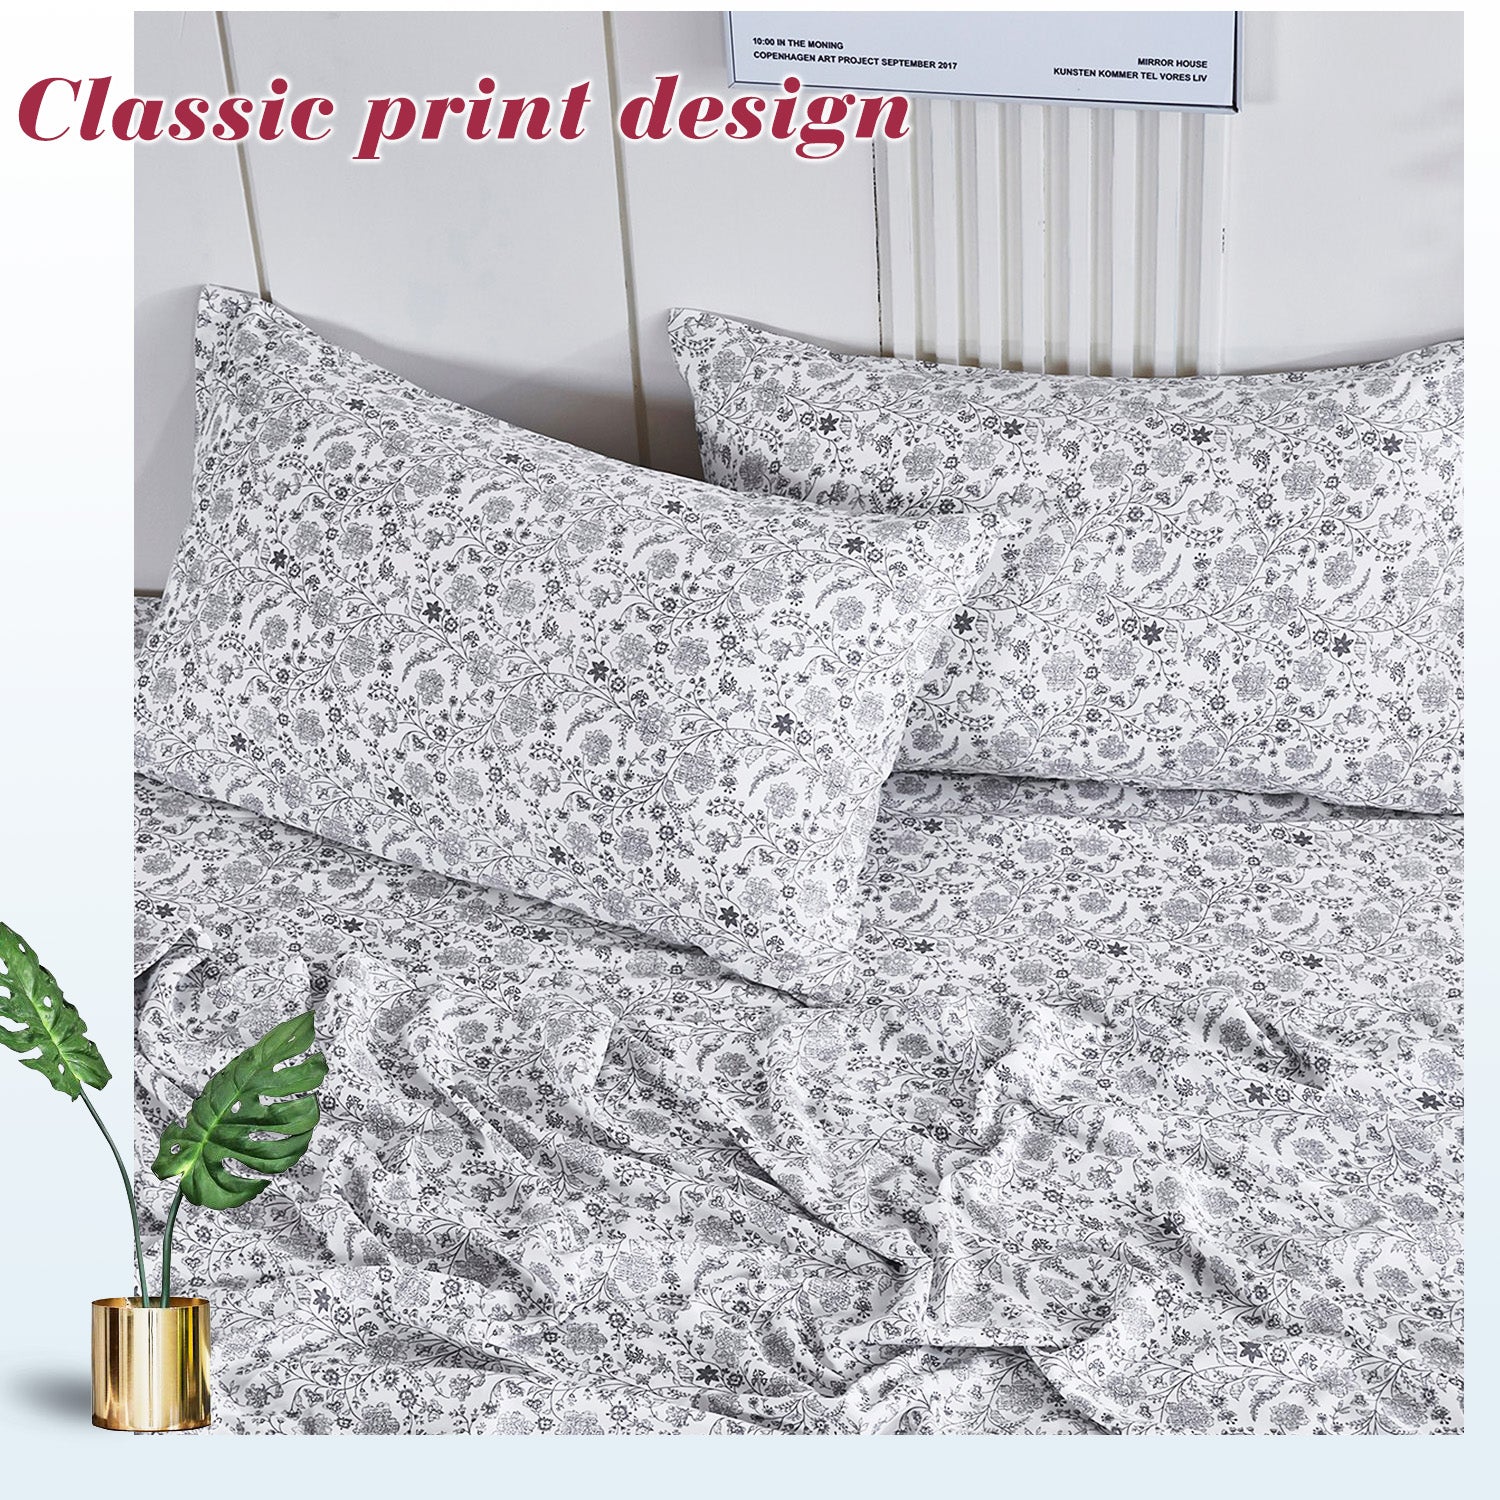 10:00 IN THE MONING
COPENHAGEN ART PROJECT SEPTEMBER 2017
MIRROR HOUSE
KUNSTEN KOMMER TEL VORES LIV
Classic print design